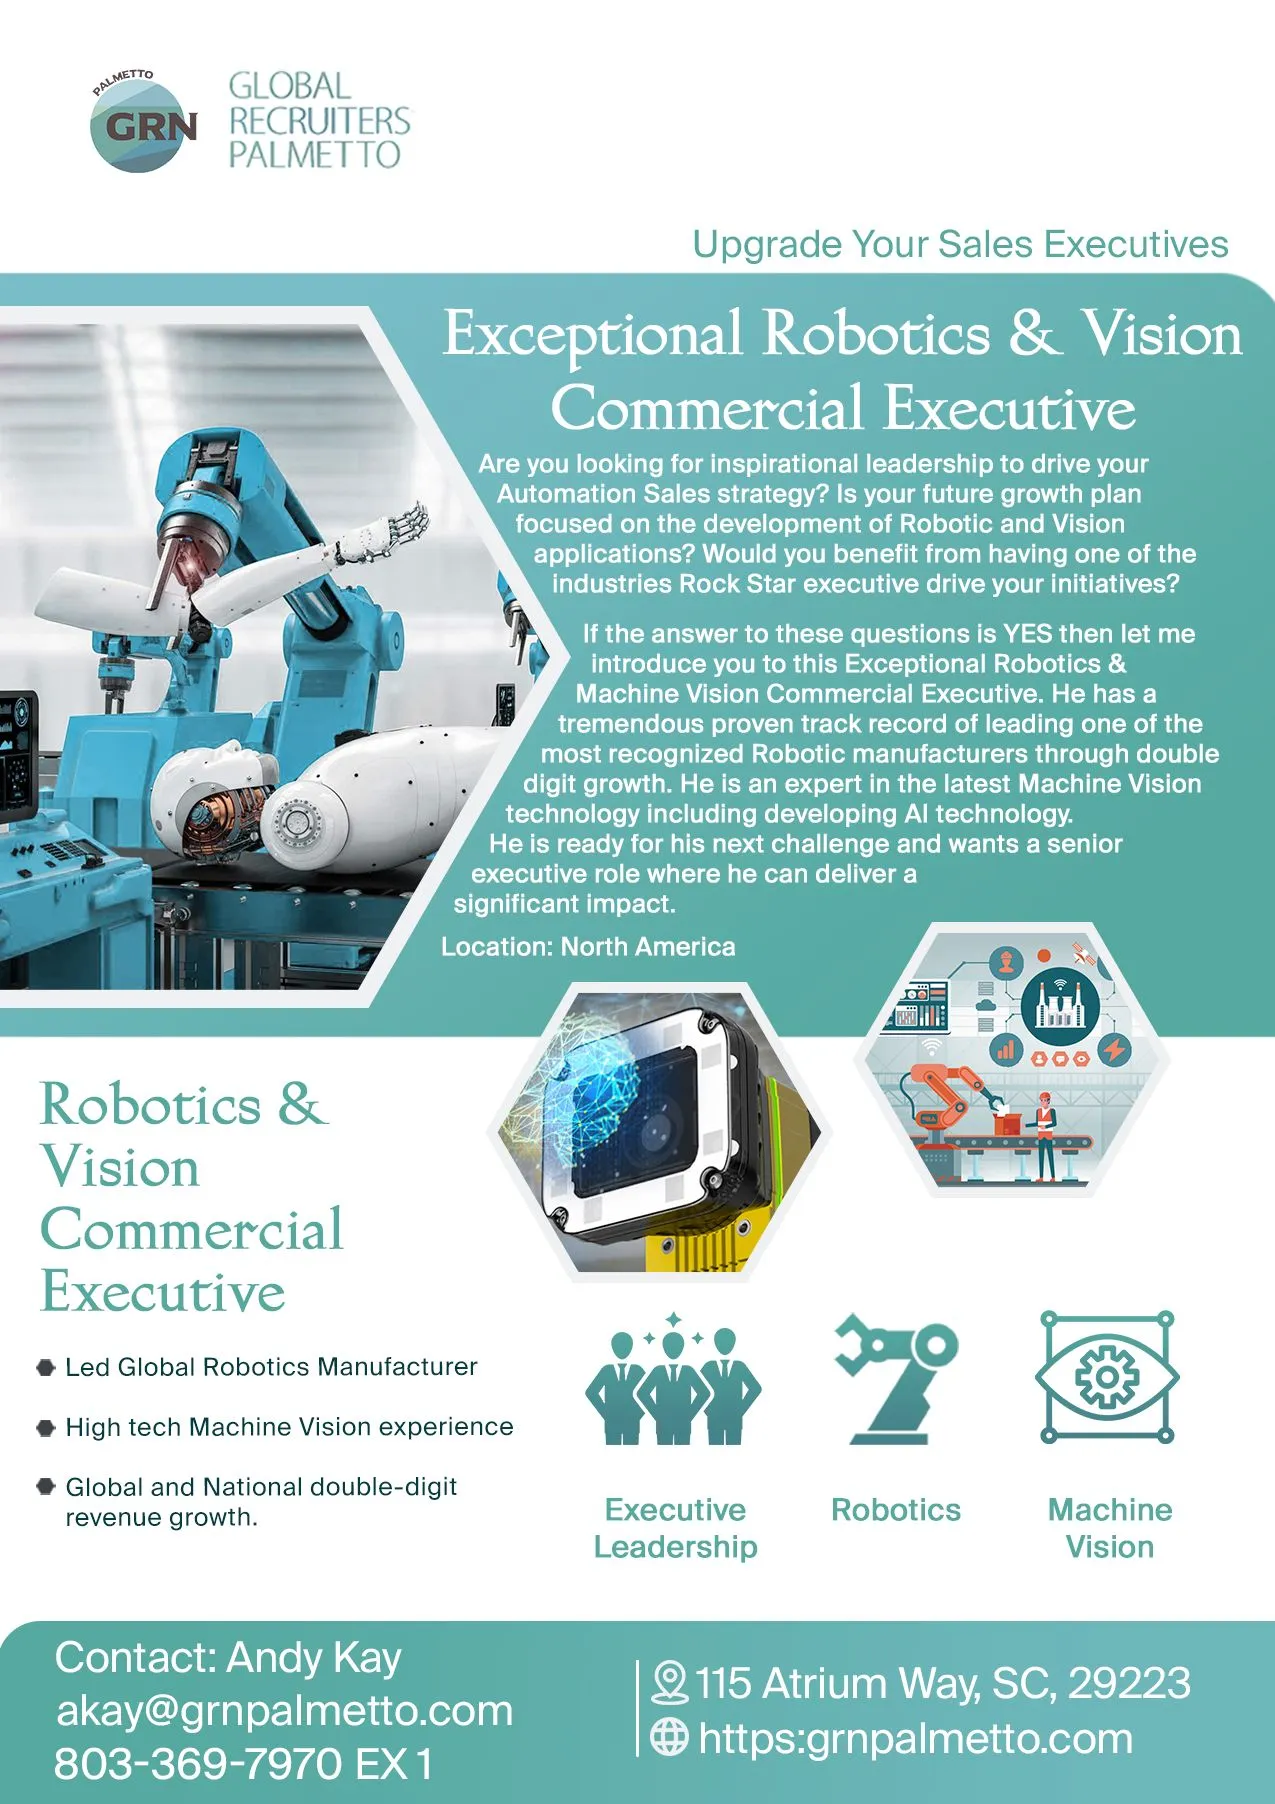 PALMETTO
GRN
GLOBAL
RECRUITERS
PALMETTO
Upgrade Your Sales Executives
Exceptional Robotics & Vision
Commercial Executive
Are you looking for inspirational leadership to drive your
Automation Sales strategy? Is your future growth plan
focused on the development of Robotic and Vision
applications? Would you benefit from having one of the
industries Rock Star executive drive your initiatives?
If the answer to these questions is YES then let me
introduce you to this Exceptional Robotics &
Machine Vision Commercial Executive. He has a
tremendous proven track record of leading one of the
most recognized Robotic manufacturers through double
digit growth. He is an expert in the latest Machine Vision
technology including developing AI technology.
He is ready for his next challenge and wants a senior
executive role where he can deliver a
significant impact.
Location: North America
Robotics &
Vision
Commercial
Executive
Led Global Robotics Manufacturer
High tech Machine Vision experience
Global and National double-digit
revenue growth.
Executive
Leadership
Robotics
Machine
Vision
Contact: Andy Kay
akay@grnpalmetto.com
803-369-7970 EX 1
115 Atrium Way, SC, 29223
https:grnpalmetto.com